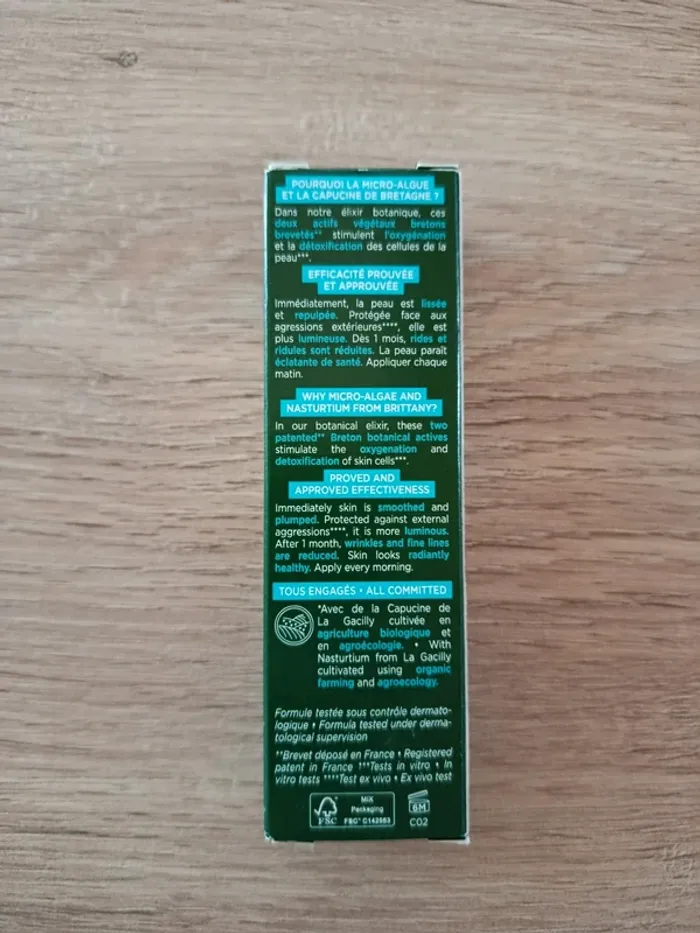 POURQUOI LA MICRO-ALGUE
ET LA CAPUCINE DE BRETAGNE ?
Dans notre élixir botanique, ces
deux actifs végétaux bretons
brevetés** stimulent l'oxygénation
et la détoxification des cellules de la
peau***.
EFFICACITÉ PROUVÉE
ET APPROUVÉE
Immédiatement, la peau est lissée
et repulpée. Protégée face aux
agressions extérieures****, elle est
plus lumineuse. Dès 1 mois, rides et
ridules sont réduites. La peau paraît
éclatante de santé. Appliquer chaque
matin.
WHY MICRO-ALGAE AND
NASTURTIUM FROM BRITTANY?
In our botanical elixir, these two
patented** Breton botanical actives
stimulate the oxygenation and
detoxification of skin cells***.
PROVED AND
APPROVED EFFECTIVENESS
Immediately skin is smoothed and
plumped. Protected against external
aggressions****, it is more luminous.
After 1 month, wrinkles and fine lines
are reduced. Skin looks radiantly
healthy. Apply every morning.
TOUS ENGAGÉS • ALL COMMITTED
*Avec de la Capucine de
La Gacilly cultivée en
agriculture biologique et
en agroécologie. • With
Nasturtium from La Gacilly
cultivated using organic
farming and agroecology.
Formule testée sous contrôle dermato-
logique • Formula tested under derma-
tological supervision
**Brevet déposé en France • Registered
patent in France ***Tests in vitro • In
vitro tests ****Test ex vivo • Ex vivo test
FSC
MIX
Packaging
FSC® C142553
6M
C02